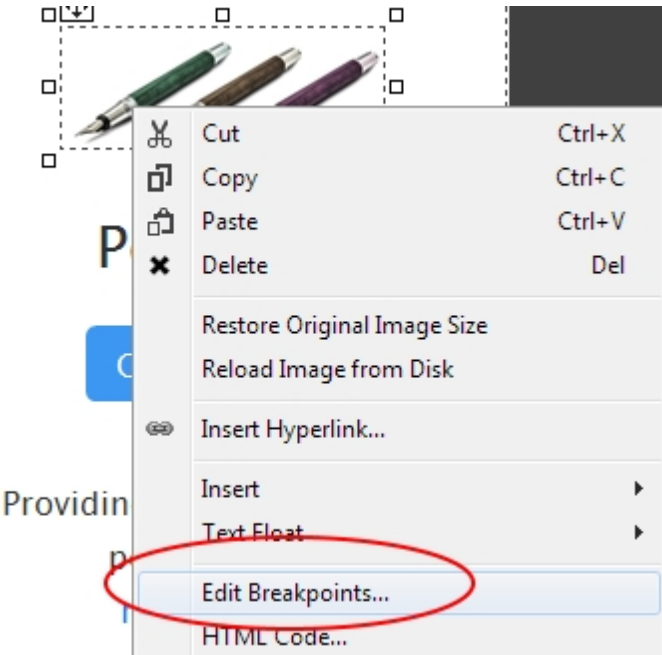 Cut Ctrl+X
Copy Ctrl+C
Paste Ctrl+V
Delete Del
Restore Original Image Size
Reload Image from Disk
Insert Hyperlink...
Insert
Providin
Text Float
Edit Breakpoints...
HTML Code...